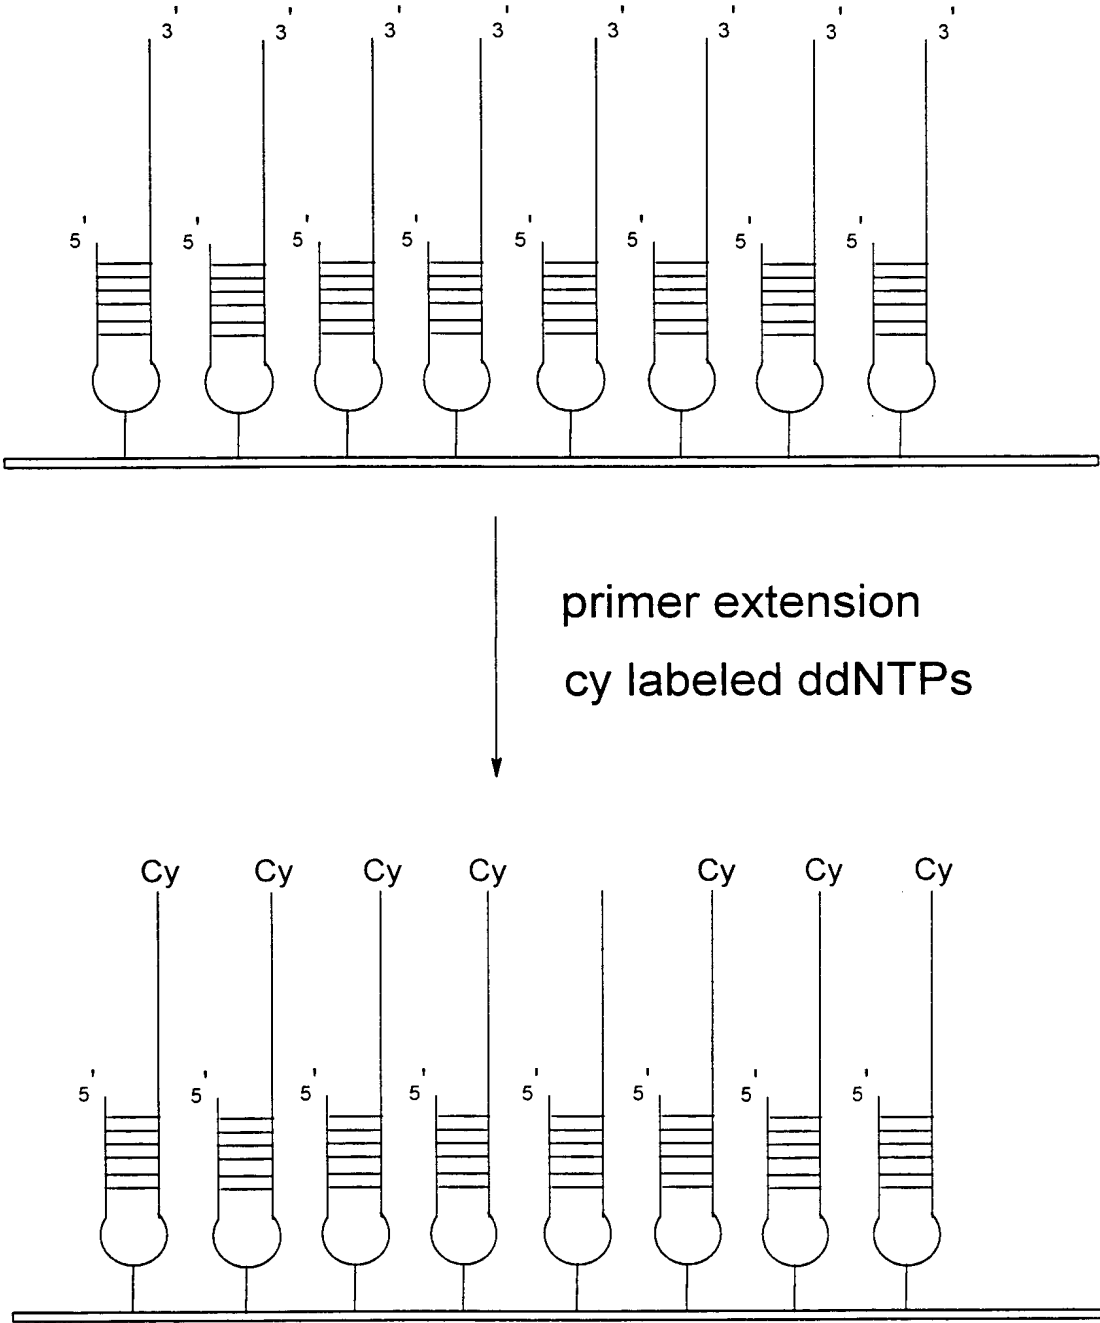 3' 3' 3' 3' 3' 3' 3' 3'
5' 5' 5' 5' 5' 5' 5' 5'
primer extension
cy labeled ddNTPs
Cy Cy Cy Cy Cy Cy Cy
5' 5' 5' 5' 5' 5' 5' 5'